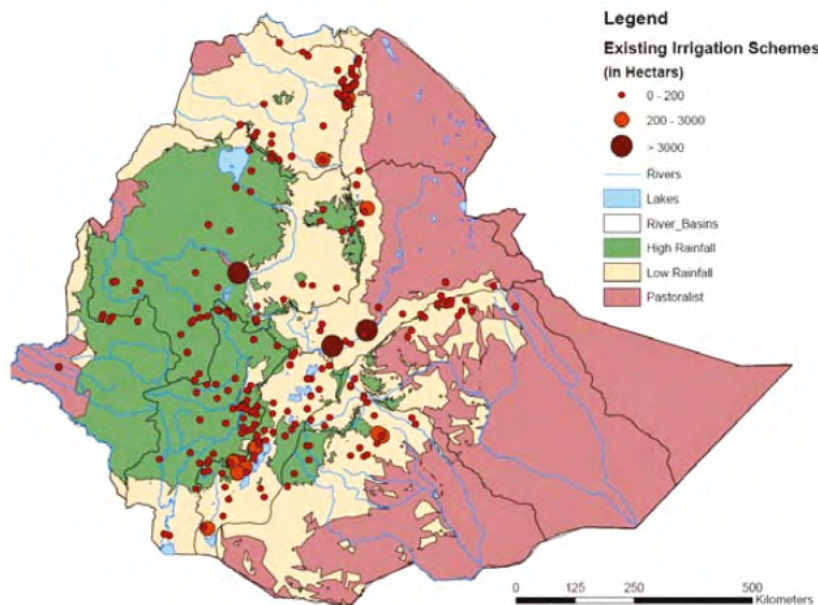 Legend
Existing Irrigation Schemes
(in Hectars)
0 - 200
200 - 3000
> 3000
Rivers
Lakes
River_Basins
High Rainfall
Low Rainfall
Pastoralist
0 125 250 500
Kilometers